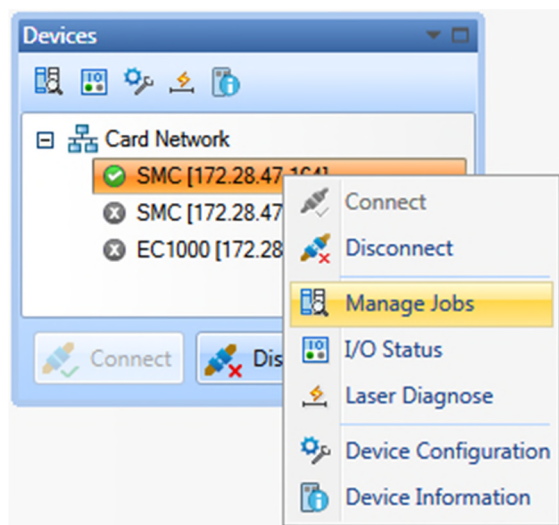 Devices
Card Network
SMC [172.28.47.164]
SMC [172.28.47
EC1000 [172.28
Connect
Dis
Connect
Disconnect
Manage Jobs
I/O Status
Laser Diagnose
Device Configuration
Device Information